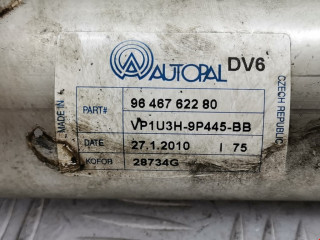 AUTOPAL DV6
MADE IN
CZECH REPUBLIC
PART# 96 467 622 80
VP1U3H-9P445-BB
DATE 27.1.2010 I 75
KOFOR 28734G